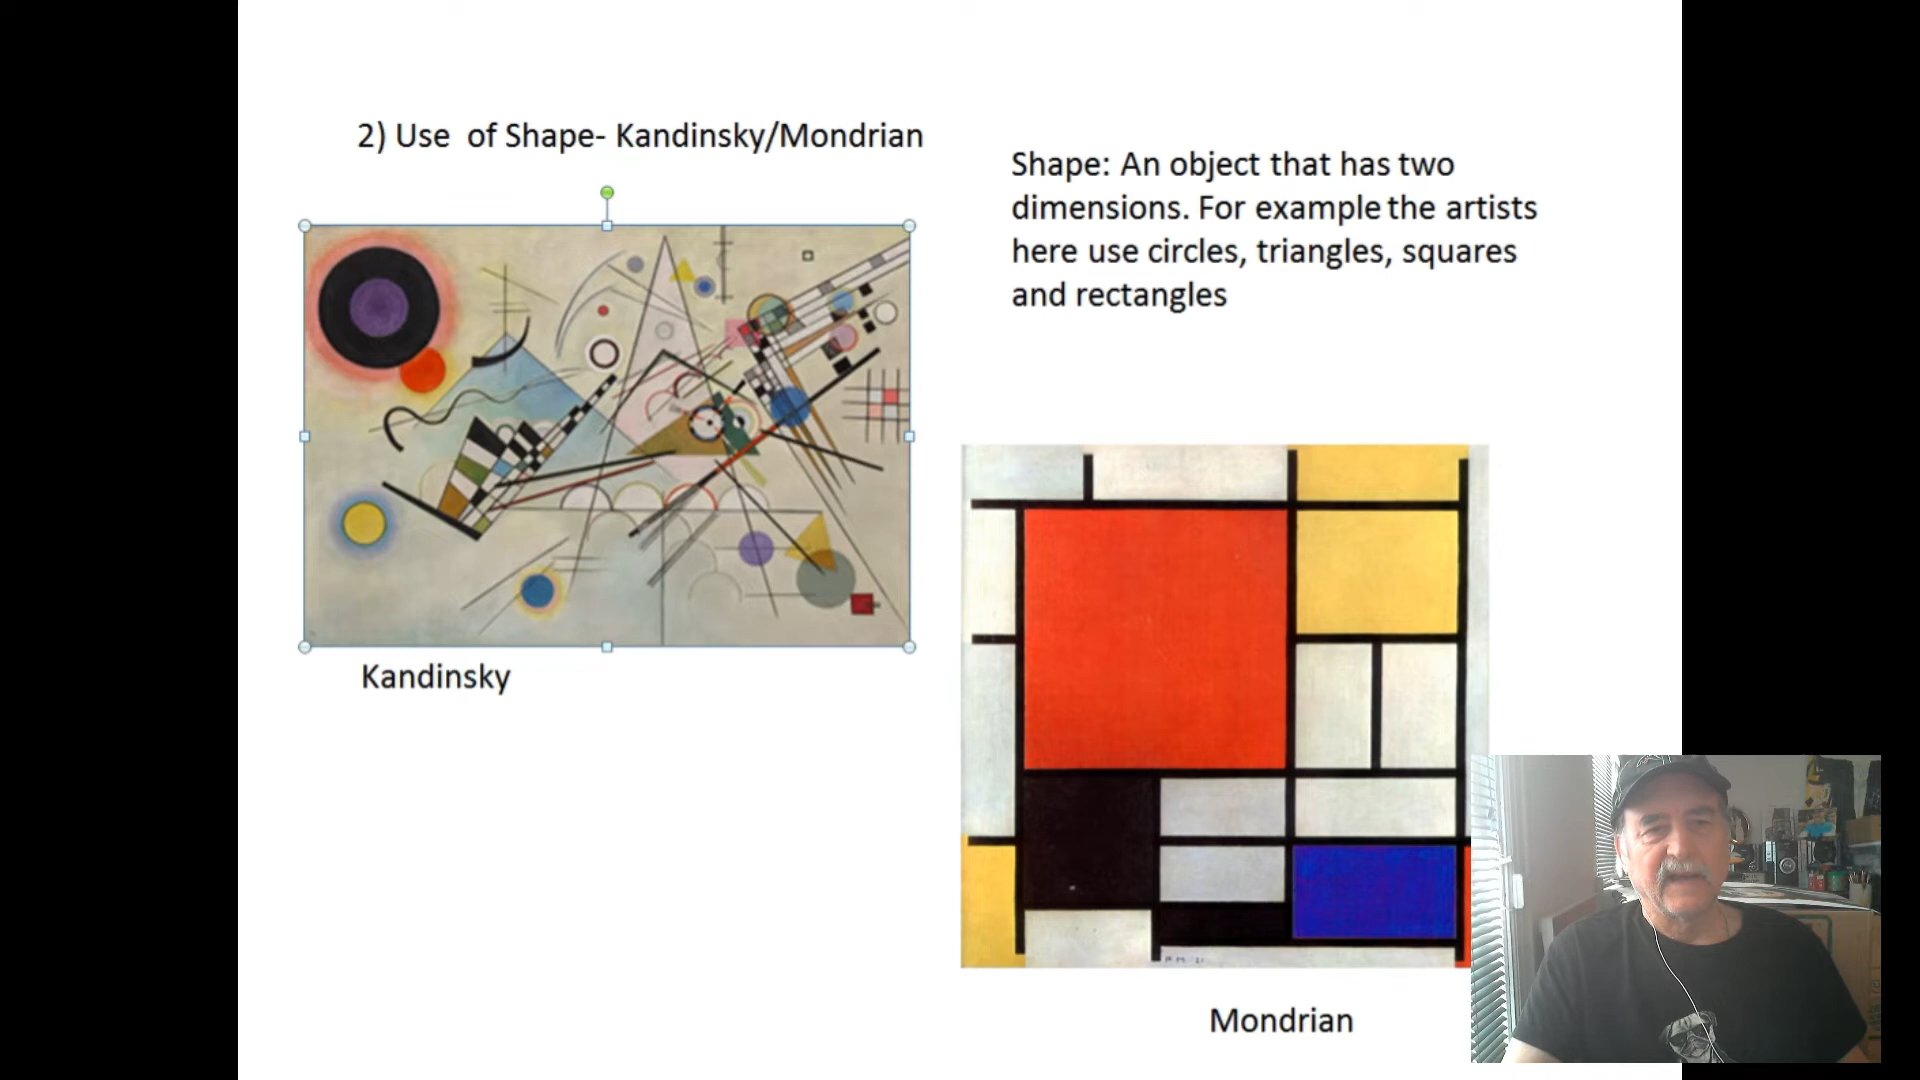 2) Use of Shape- Kandinsky/Mondrian
Shape: An object that has two
dimensions. For example the artists
here use circles, triangles, squares
and rectangles
Kandinsky
Mondrian